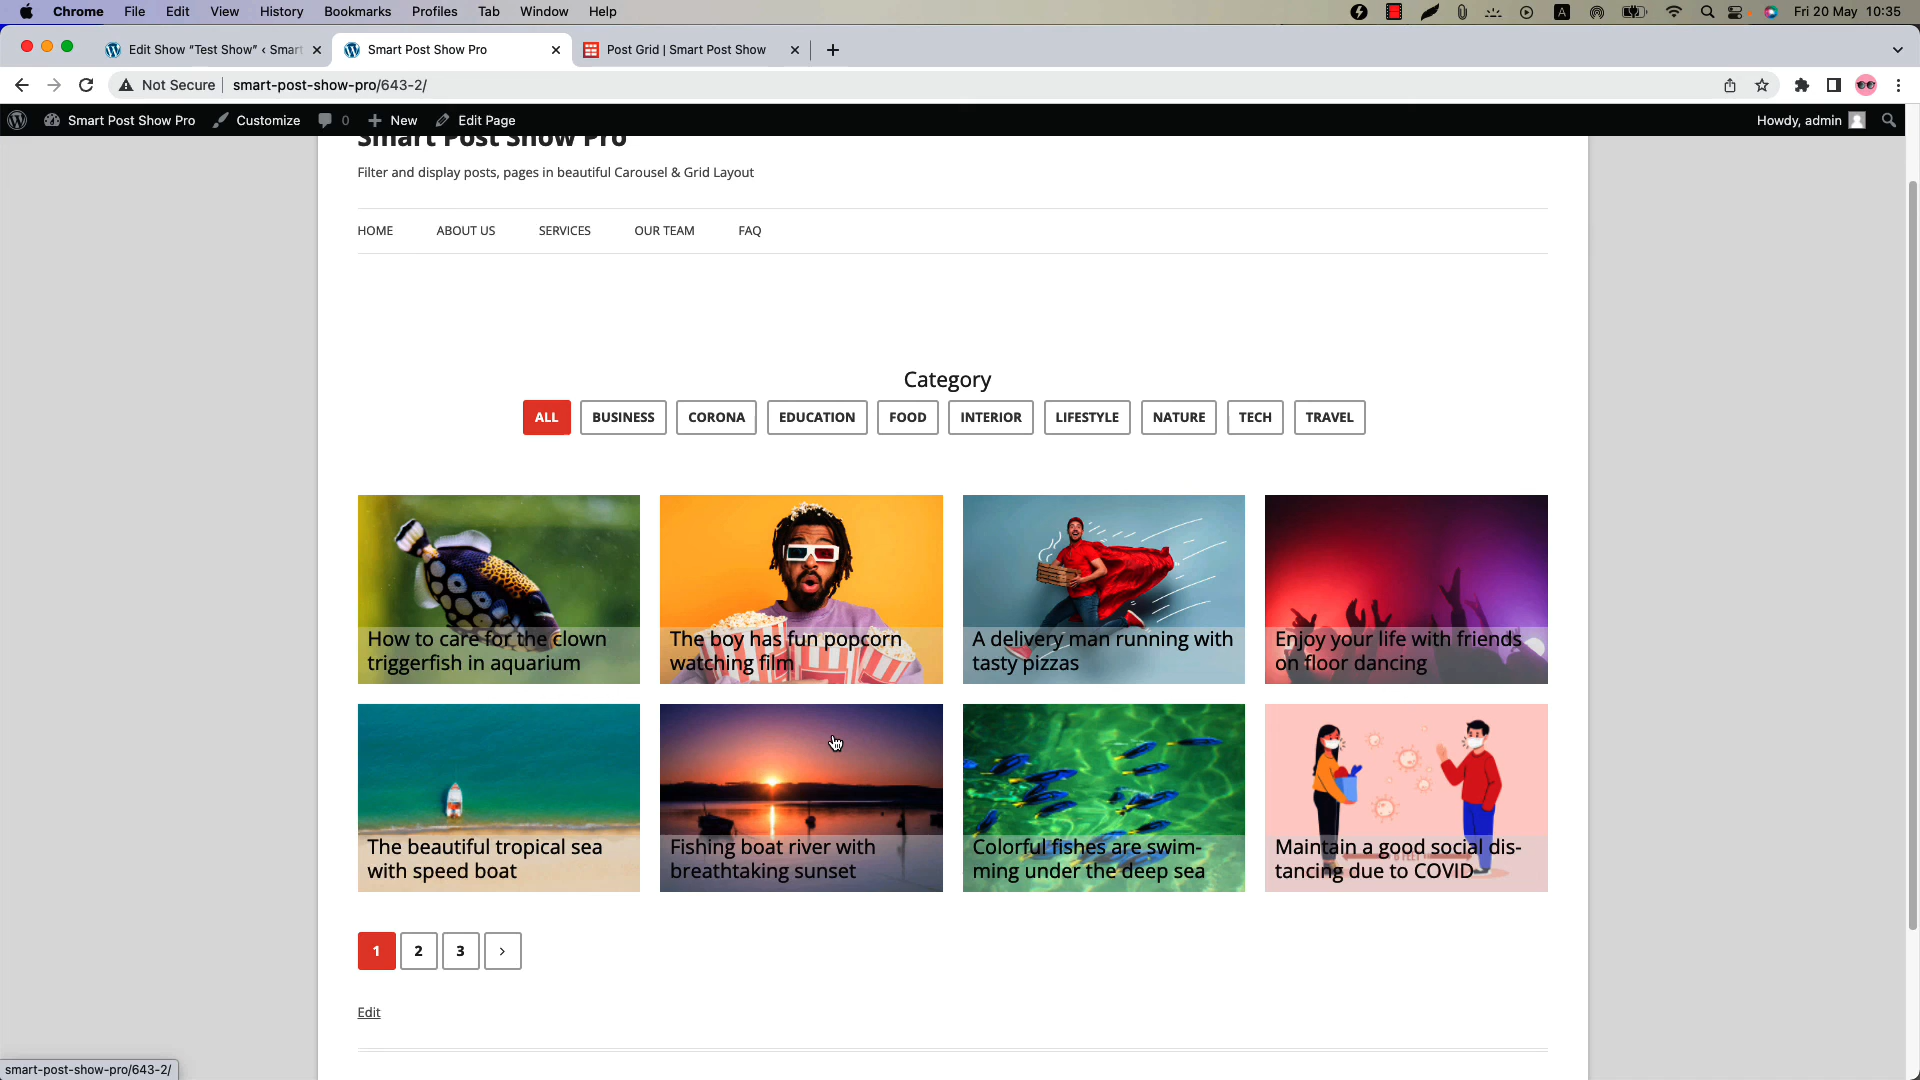 Chrome File Edit View History Bookmarks Profiles Tab Window Help A Fri 20 May 10:35
Edit Show “Test Show” ‹ Smart Smart Post Show Pro Post Grid | Smart Post Show
Not Secure smart-post-show-pro/643-2/
Smart Post Show Pro Customize 0 New Edit Page Howdy, admin
Smart Post Show Pro
Filter and display posts, pages in beautiful Carousel & Grid Layout
HOME ABOUT US SERVICES OUR TEAM FAQ
Category
ALL BUSINESS CORONA EDUCATION FOOD INTERIOR LIFESTYLE NATURE TECH TRAVEL
How to care for the clown
triggerfish in aquarium
The boy has fun popcorn
watching film
A delivery man running with
tasty pizzas
Enjoy your life with friends
on floor dancing
The beautiful tropical sea
with speed boat
Fishing boat river with
breathtaking sunset
Colorful fishes are swim-
ming under the deep sea
Maintain a good social dis-
tancing due to COVID
1 2 3 >
Edit
smart-post-show-pro/643-2/